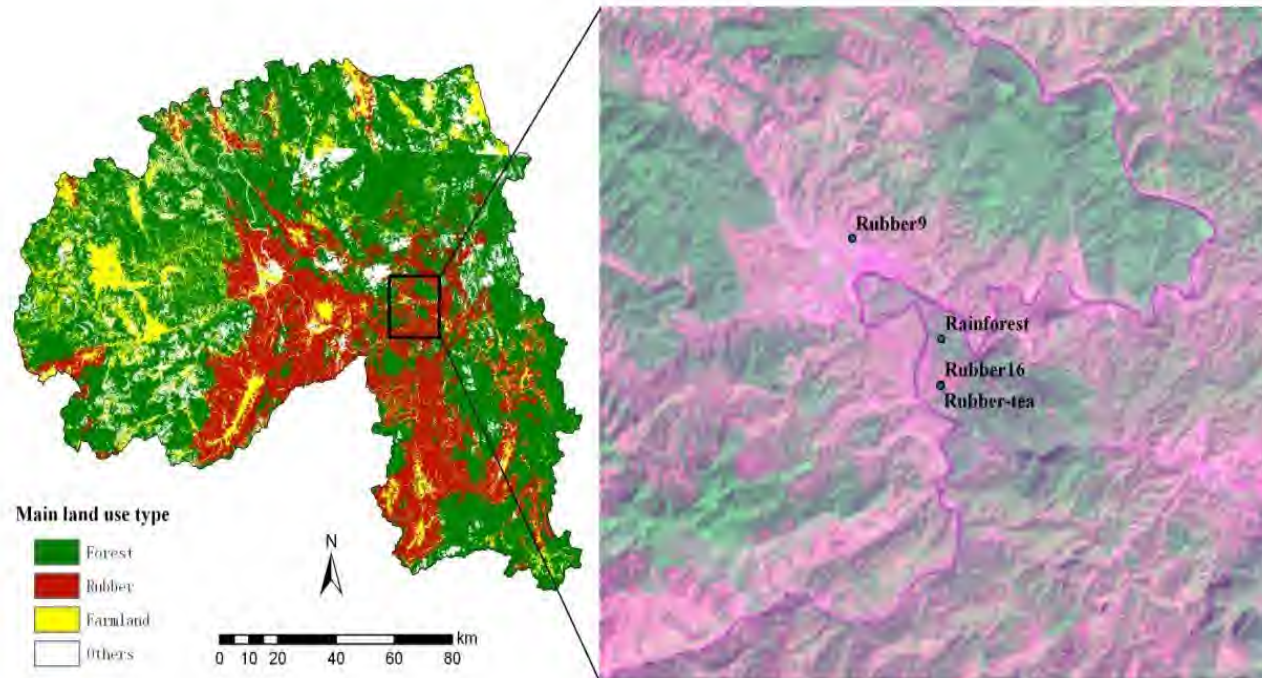 Main land use type
Forest
Rubber
Farmland
Others
N
km
0 10 20 40 60 80
Rubber9
Rainforest
Rubber16
Rubber-tea